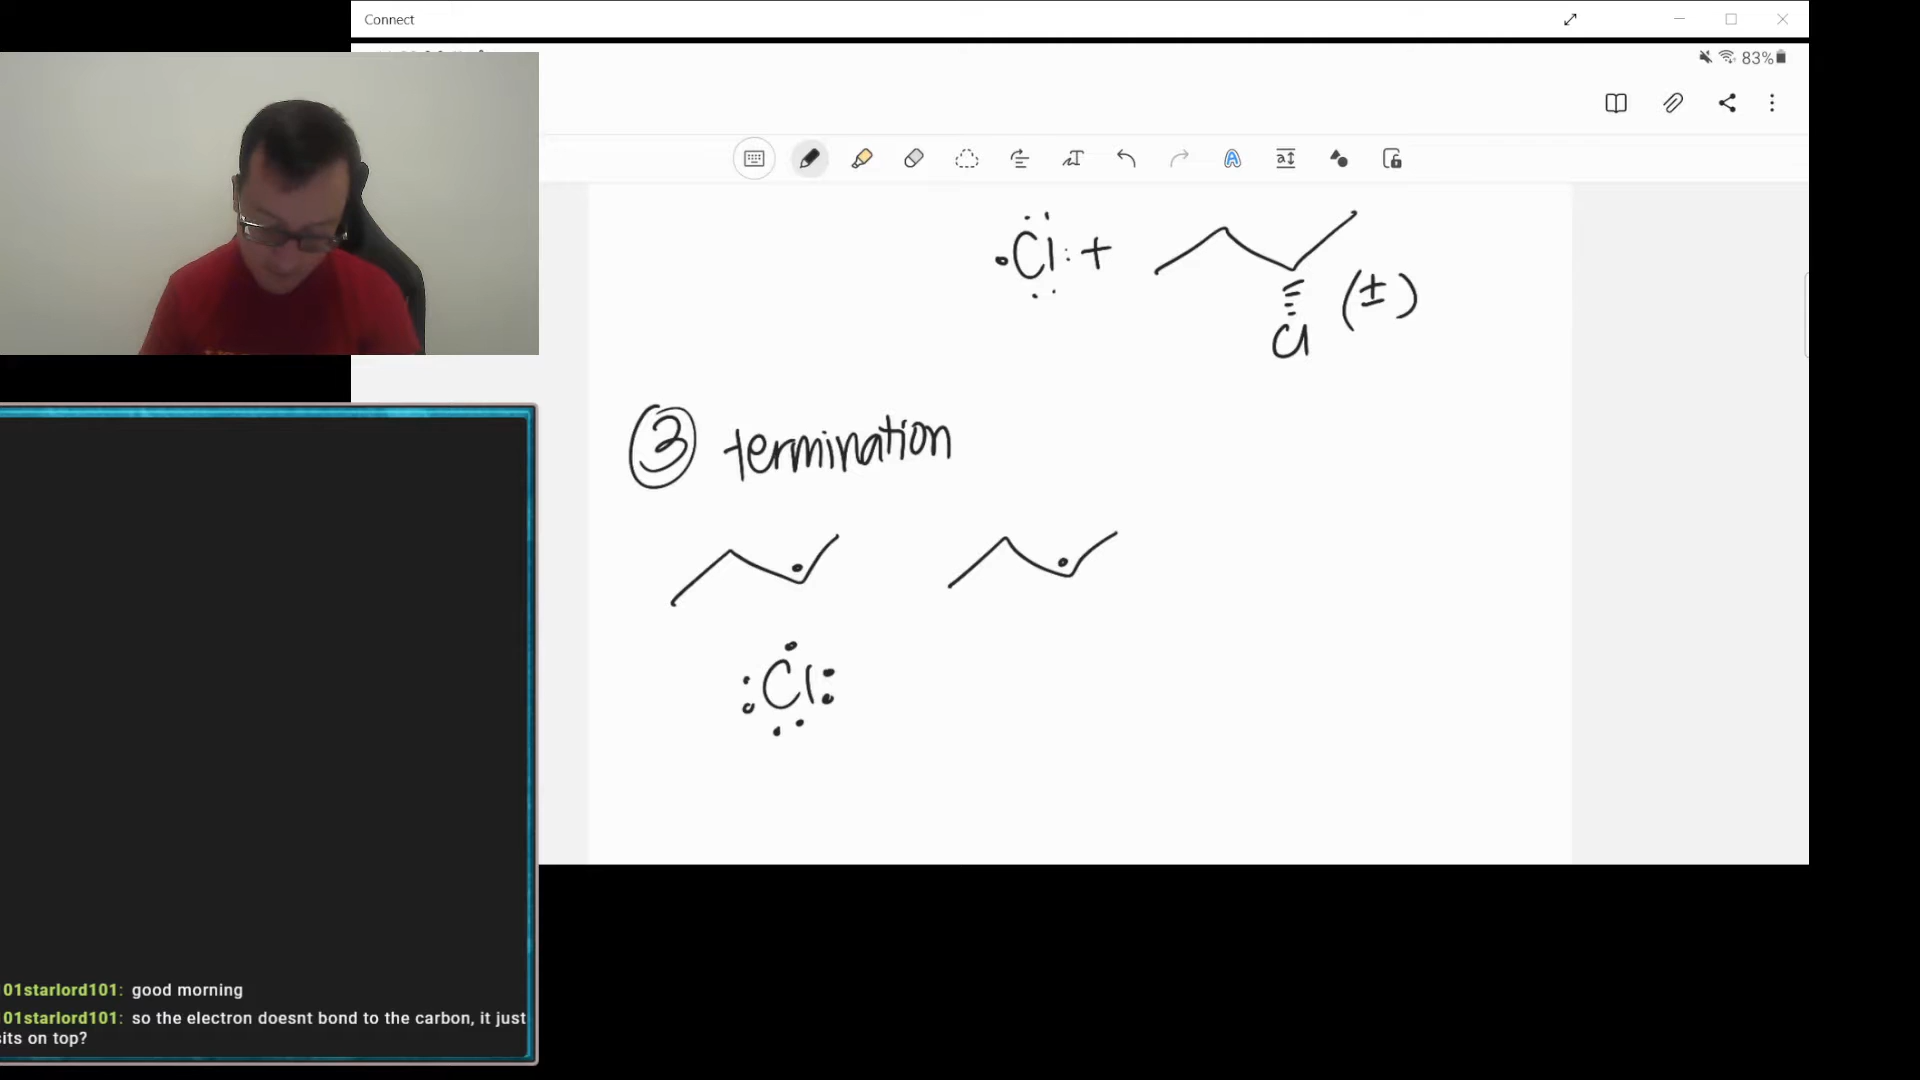 Connect
83%
Cl: +
(±)
Cl
③ termination
:Cl:
01starlord101: good morning
01starlord101: so the electron doesnt bond to the carbon, it just
sits on top?